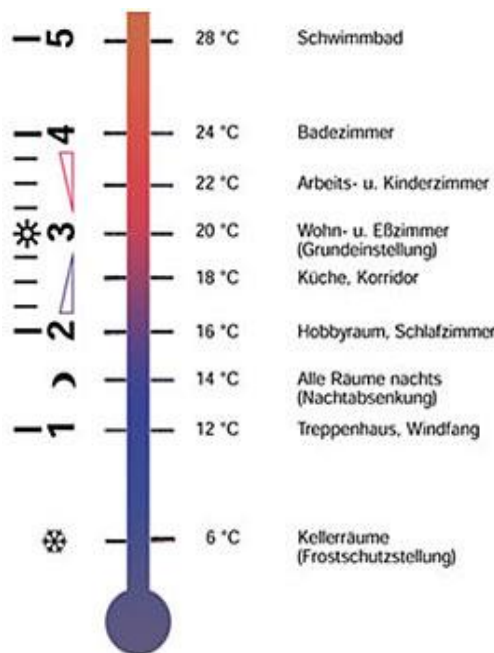 5 28 °C Schwimmbad
4 24 °C Badezimmer
22 °C Arbeits- u. Kinderzimmer
3 20 °C Wohn- u. Eßzimmer
(Grundeinstellung)
18 °C Küche, Korridor
2 16 °C Hobbyraum, Schlafzimmer
14 °C Alle Räume nachts
(Nachtabsenkung)
1 12 °C Treppenhaus, Windfang
6 °C Kellerräume
(Frostschutzstellung)